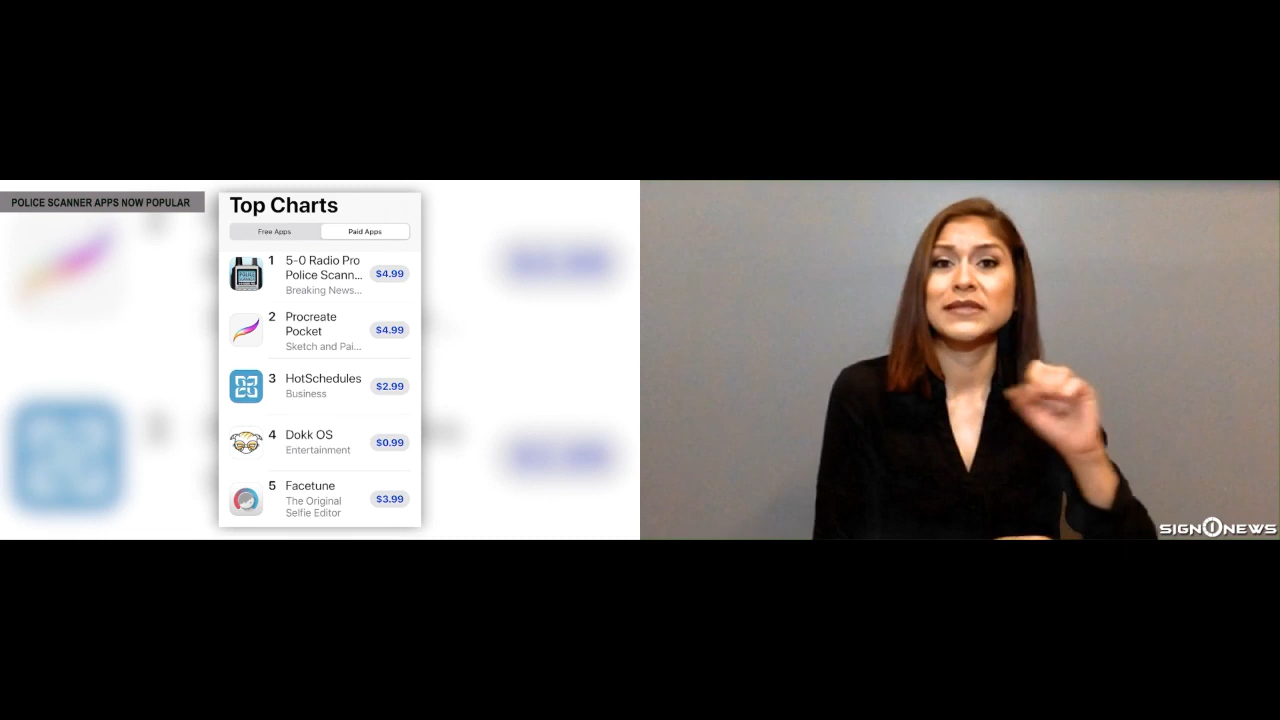 POLICE SCANNER APPS NOW POPULAR
Top Charts
Free Apps
Paid Apps
1
5-0 Radio Pro
Police Scann...
Breaking News...
$4.99
2
Procreate
Pocket
Sketch and Pai...
$4.99
3
HotSchedules
Business
$2.99
4
Dokk OS
Entertainment
$0.99
5
Facetune
The Original
Selfie Editor
$3.99
SIGN1NEWS